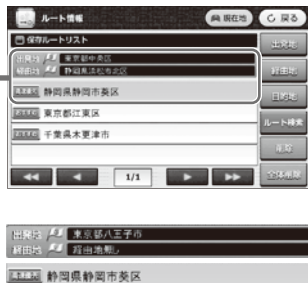 ルート情報
現在地
戻る
保存ルートリスト
出発地 東京都中央区
経由地 静岡県浜松市北区
静岡県静岡市葵区
東京都江東区
千葉県木更津市
1/1
出発地
経由地
目的地
ルート検索
削除
全体削除
出発地 東京都八王子市
経由地 経由地無し
静岡県静岡市葵区